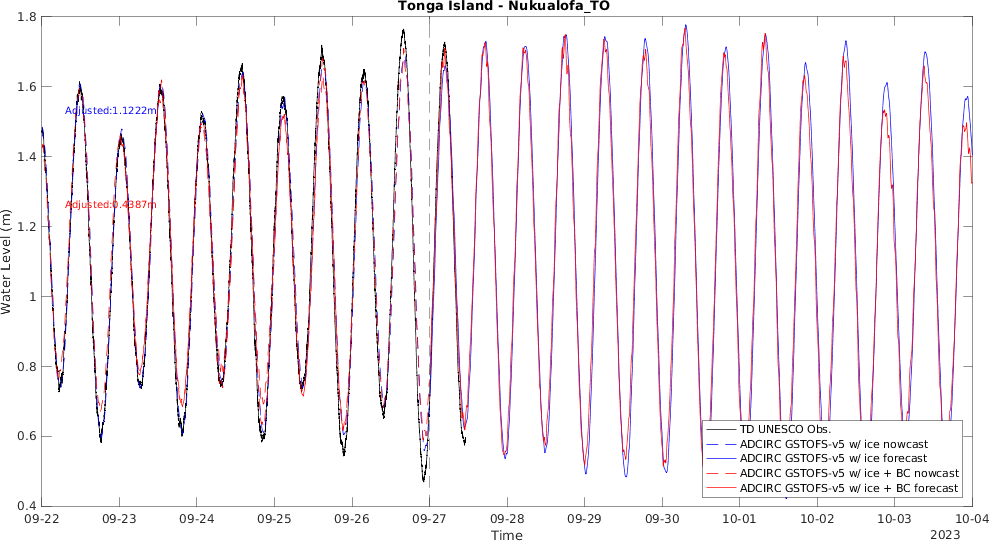 Tonga Island - Nukualofa_TO
1.8
1.6
1.4
1.2
1
0.8
0.6
0.4
Water Level (m)
Adjusted:1.1222m
Adjusted:0.4387m
TD UNESCO Obs.
ADCIRC GSTOFS-v5 w/ ice nowcast
ADCIRC GSTOFS-v5 w/ ice forecast
ADCIRC GSTOFS-v5 w/ ice + BC nowcast
ADCIRC GSTOFS-v5 w/ ice + BC forecast
09-22 09-23 09-24 09-25 09-26 09-27 09-28 09-29 09-30 10-01 10-02 10-03 10-04
Time
2023